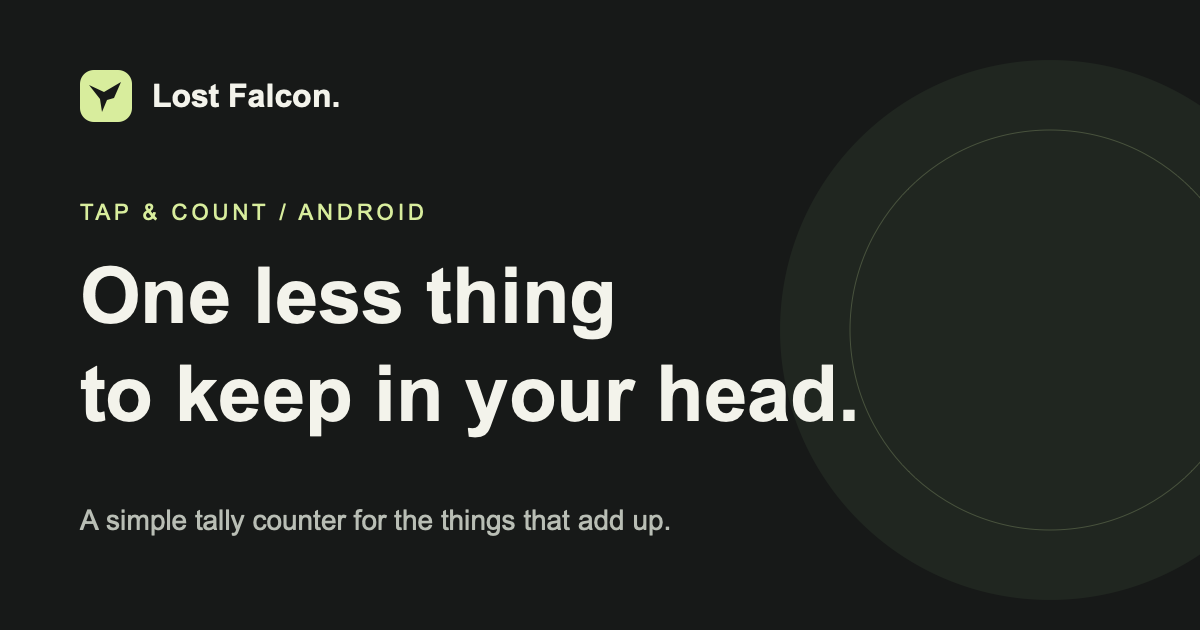 Lost Falcon.
TAP & COUNT / ANDROID
One less thing
to keep in your head.
A simple tally counter for the things that add up.